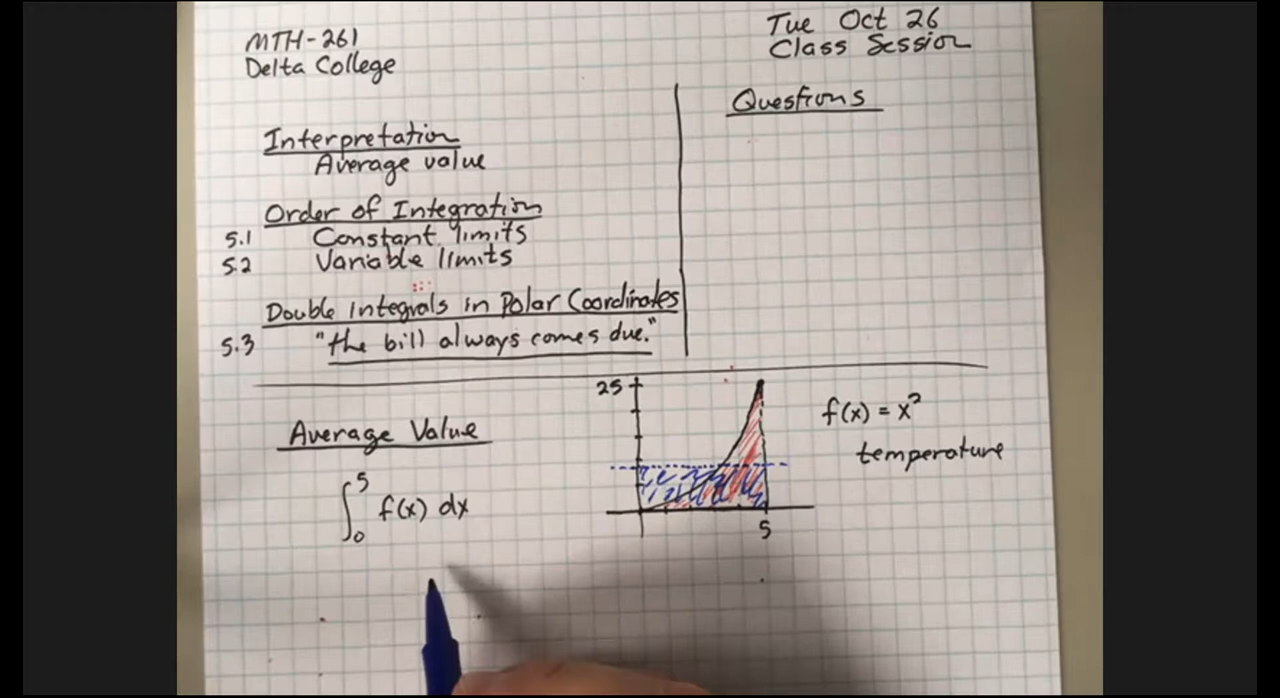 MTH-261
Delta College
Tue Oct 26
Class Session
Interpretation
Average value
Order of Integration
5.1 Constant limits
5.2 Variable limits
Double Integrals in Polar Coordinates
5.3 "the bill always comes due."
Questions
Average Value
∫₀⁵ f(x) dx
25
5
f(x) = x²
temperature